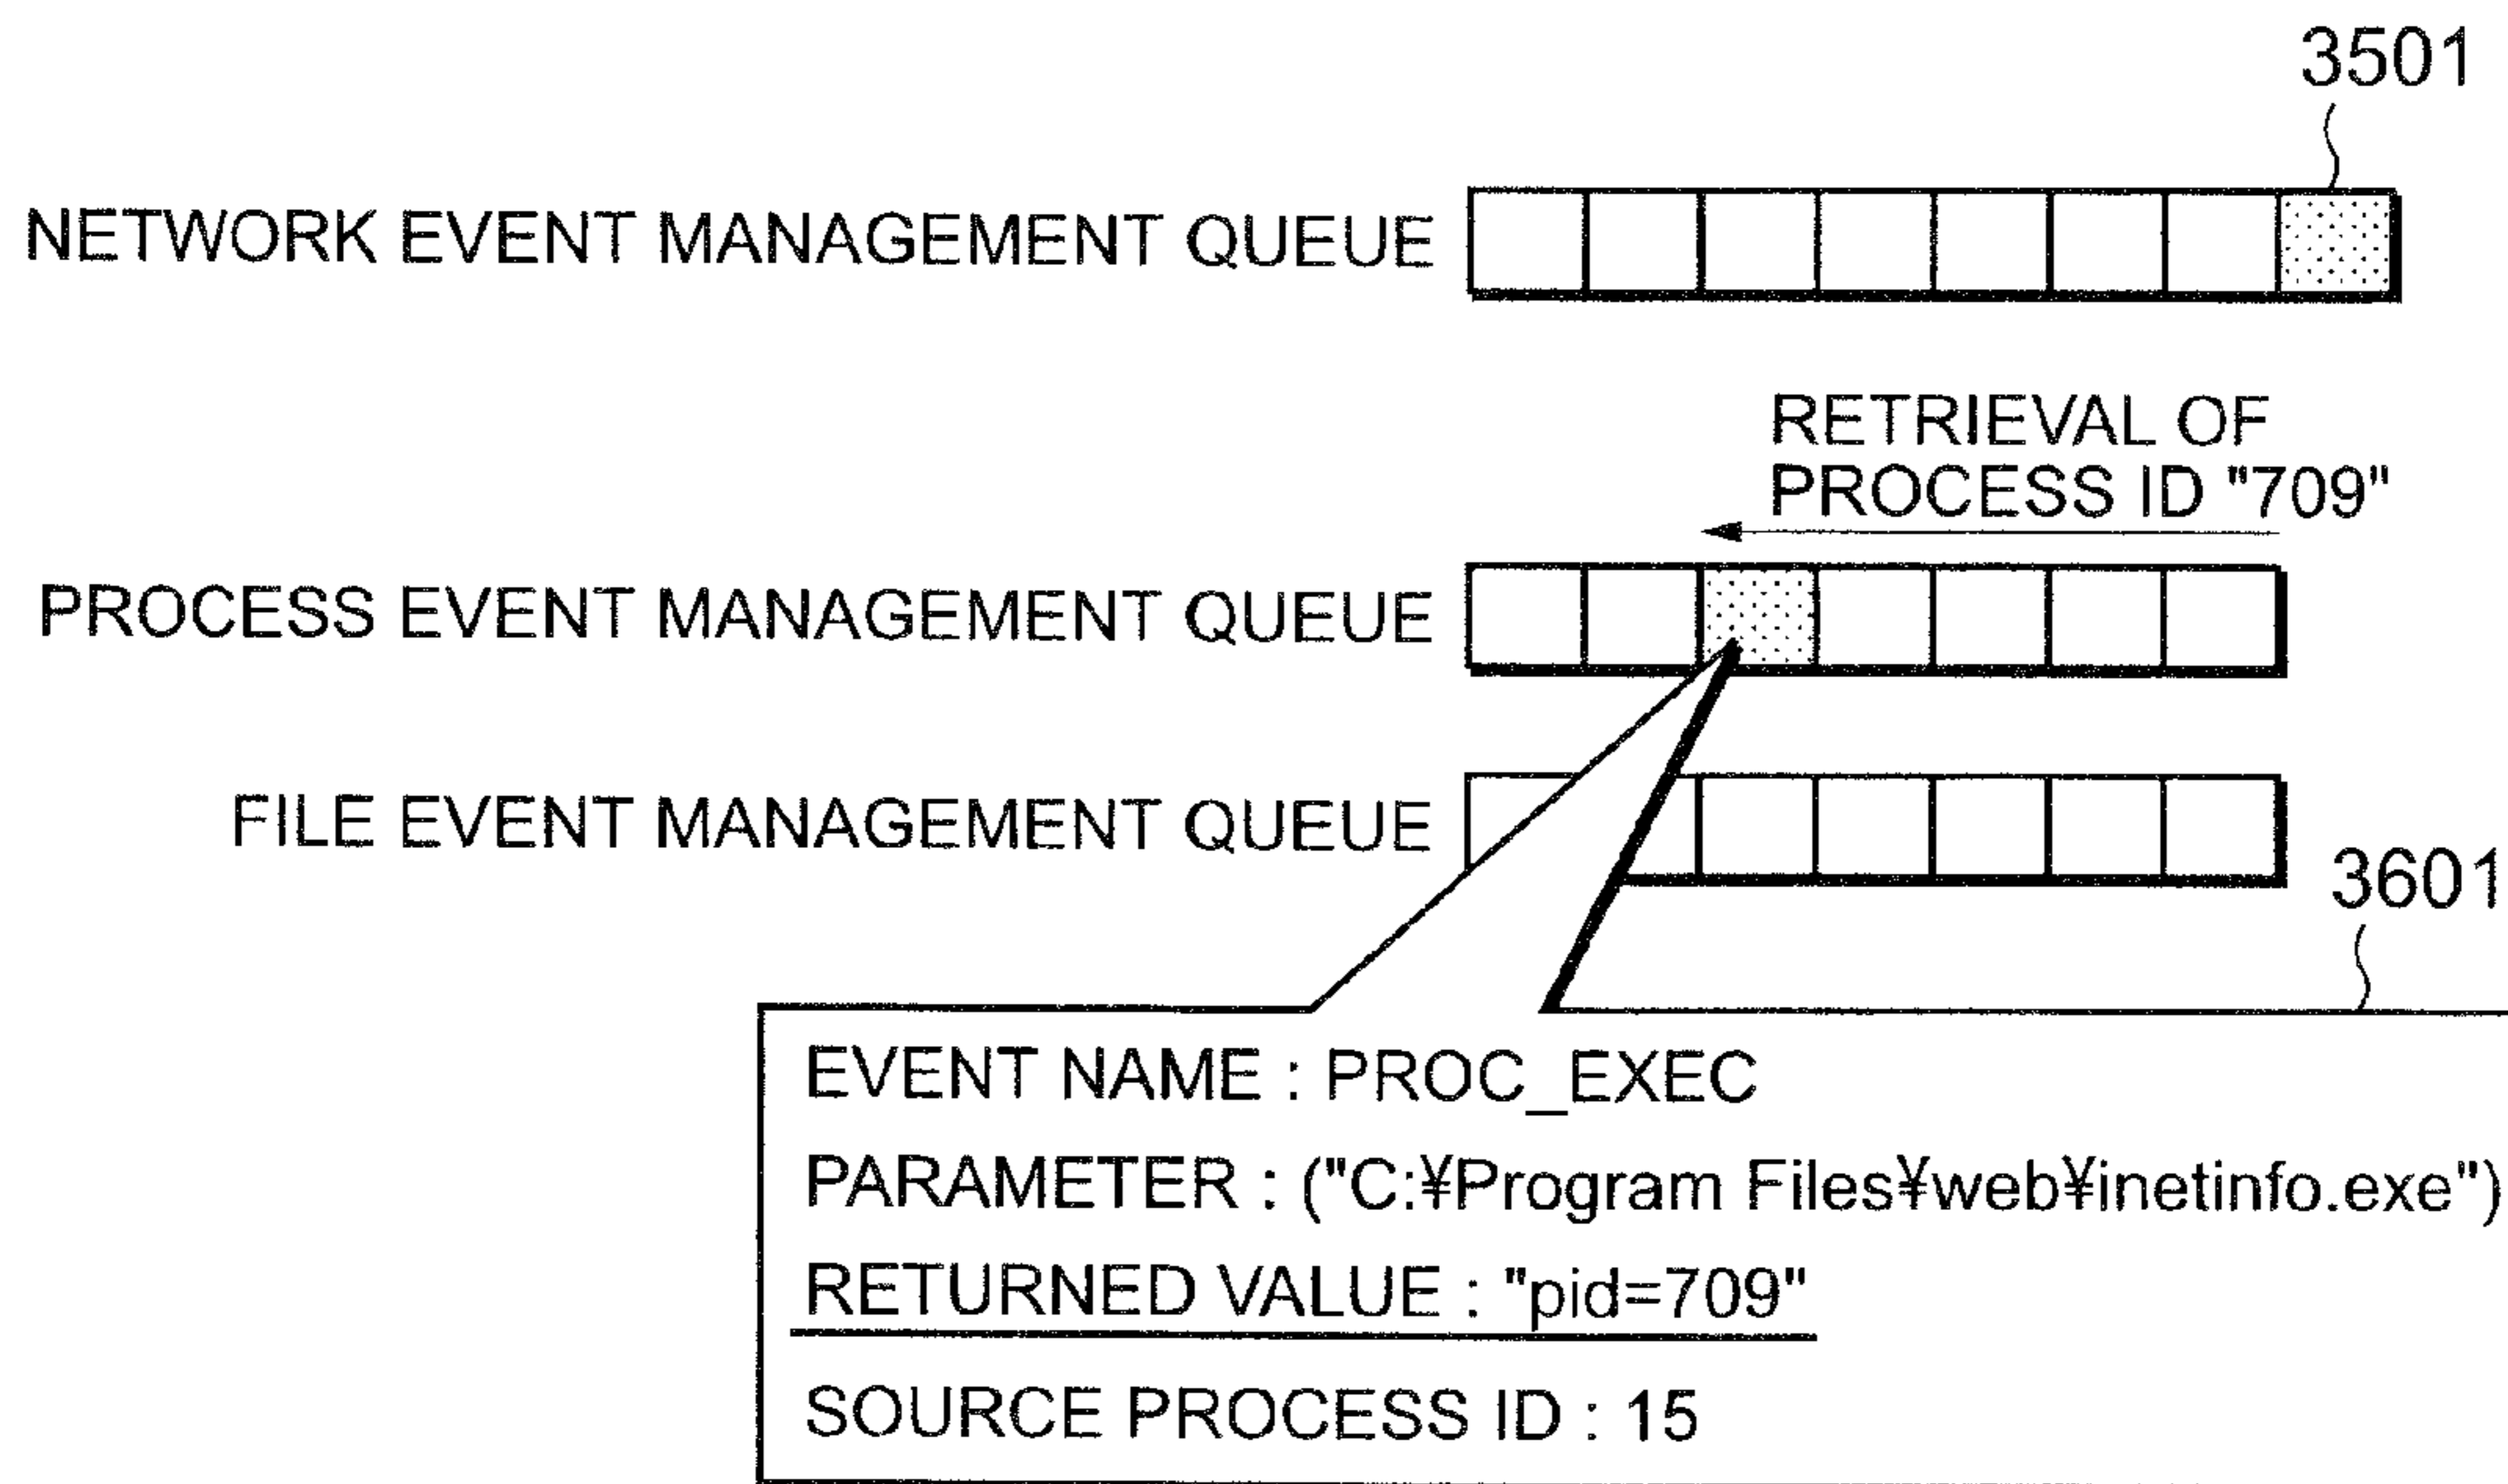 3501
NETWORK EVENT MANAGEMENT QUEUE
RETRIEVAL OF
PROCESS ID "709"
PROCESS EVENT MANAGEMENT QUEUE
FILE EVENT MANAGEMENT QUEUE
3601
EVENT NAME : PROC_EXEC
PARAMETER : ("C:¥Program Files¥web¥inetinfo.exe")
RETURNED VALUE : "pid=709"
SOURCE PROCESS ID : 15